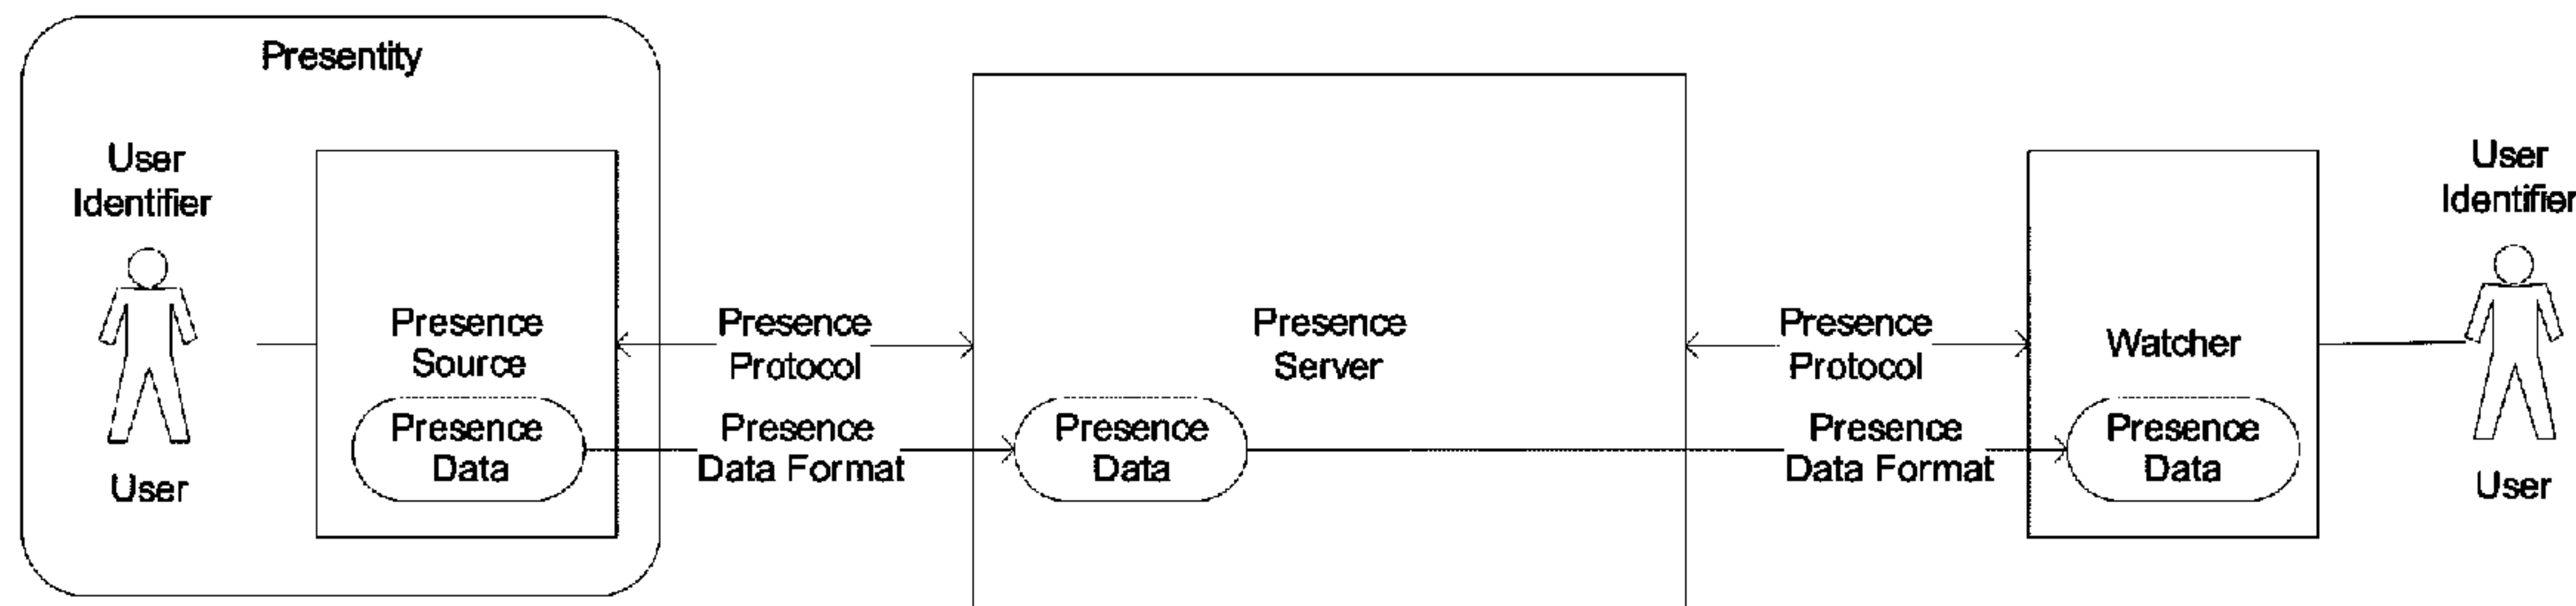 Presentity
User
Identifier
User
Presence
Source
Presence
Data
Presence
Protocol
Presence
Data Format
Presence
Server
Presence
Data
Presence
Protocol
Presence
Data Format
Watcher
Presence
Data
User
Identifier
User